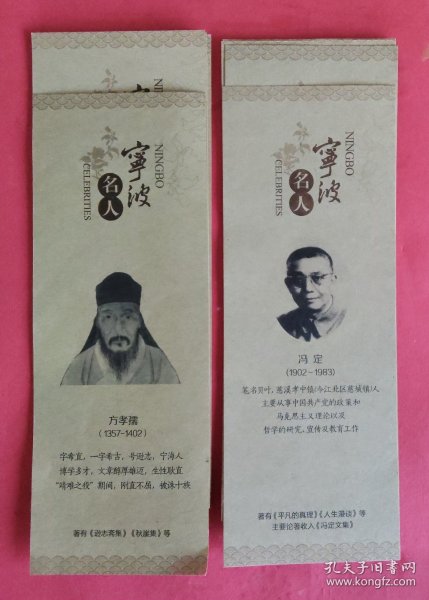 宁
NINGBO
寧波
名人
NINGBO
CELEBRITIES
方孝孺
(1357-1402)
字希直,一字希古,号逊志,宁海人
博学多才,文章醇厚雄迈,生性耿直
“靖难之役”期间,刚直不屈,被诛十族
著有《逊志斋集》《秋崖集》等
寧波
名人
NINGBO
CELEBRITIES
冯定
(1902-1983)
笔名贝叶,慈溪孝中镇(今江北区慈城镇)人
主要从事中国共产党的政策和
马克思主义理论以及
哲学的研究、宣传及教育工作
著有《平凡的真理》《人生漫谈》等
主要论著收入《冯定文集》
孔夫子旧书网
www.kongfz.com